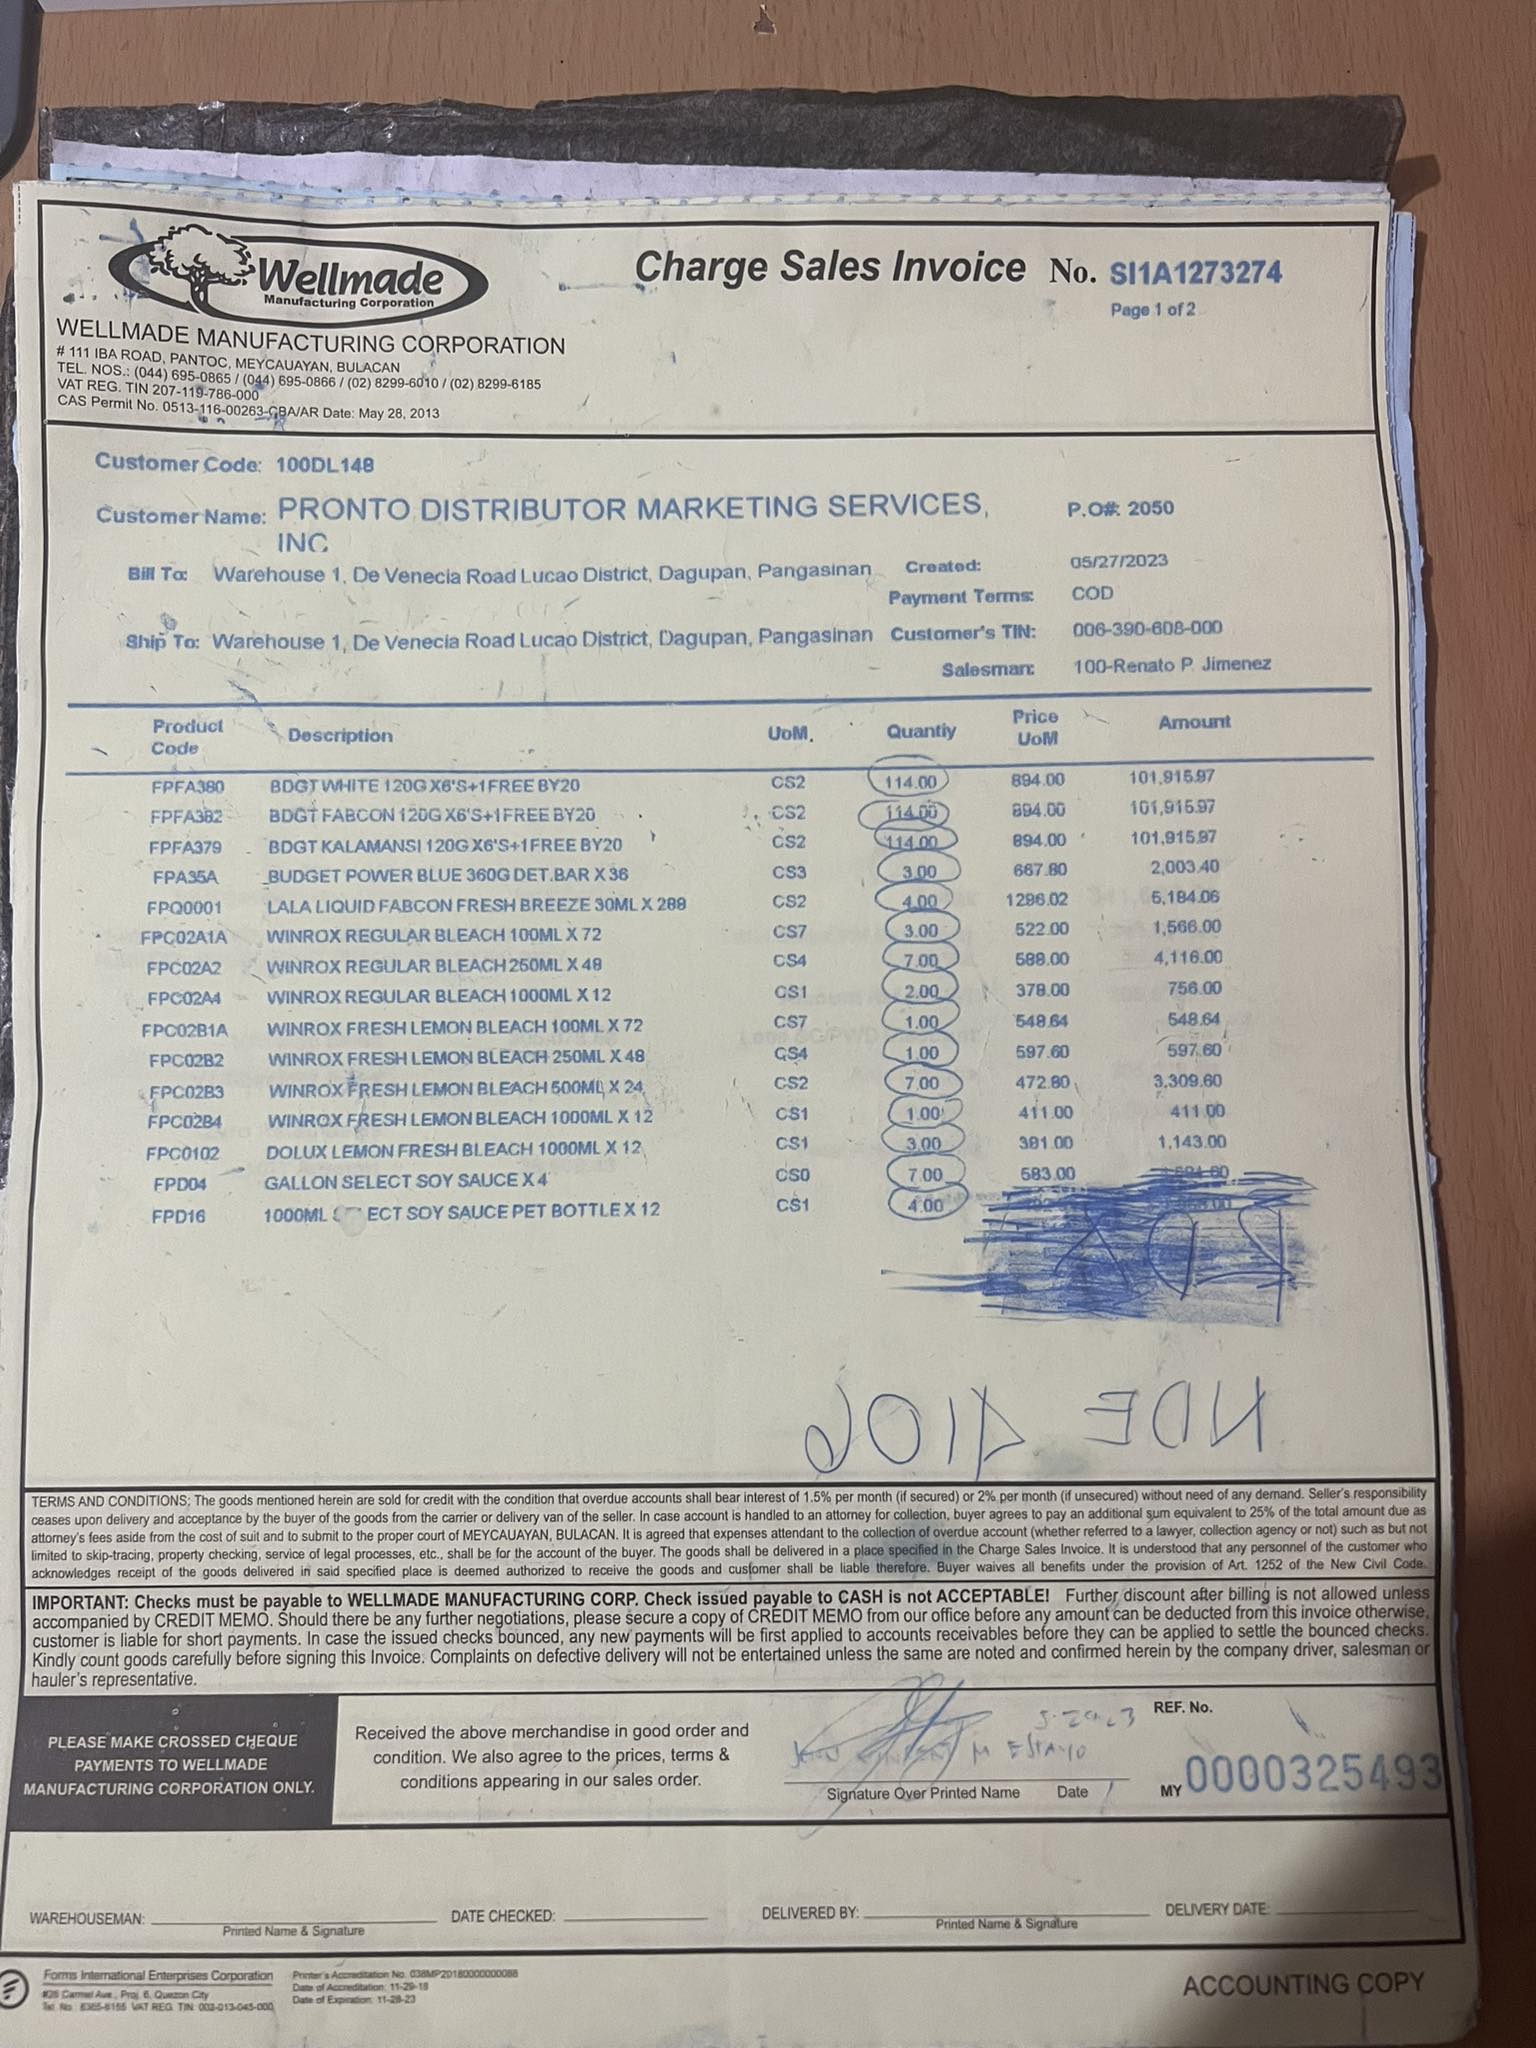 Wellmade
Manufacturing Corporation
Charge Sales Invoice No. SI1A1273274
Page 1 of 2
WELLMADE MANUFACTURING CORPORATION
# 111 IBA ROAD, PANTOC, MEYCAUAYAN, BULACAN
TEL. NOS.: (044) 695-0865 / (044) 695-0866 / (02) 8299-6010 / (02) 8299-6185
VAT REG. TIN 207-119-786-000
CAS Permit No. 0513-116-00263-CBA/AR Date: May 28, 2013
Customer Code: 100DL148
Customer Name: PRONTO DISTRIBUTOR MARKETING SERVICES, P.O#: 2050
INC
Bill To: Warehouse 1, De Venecia Road Lucao District, Dagupan, Pangasinan Created: 05/27/2023
Payment Terms: COD
Ship To: Warehouse 1, De Venecia Road Lucao District, Dagupan, Pangasinan Customer's TIN: 006-390-608-000
Salesman: 100-Renato P. Jimenez
Product Code Description UoM. Quantiy Price UoM Amount
FPFA380 BDGT WHITE 120G X6'S+1FREE BY20 CS2 114.00 894.00 101,915.97
FPFA382 BDGT FABCON 120G X6'S+1FREE BY20 CS2 114.00 894.00 101,915.97
FPFA379 BDGT KALAMANSI 120G X6'S+1FREE BY20 CS2 114.00 894.00 101,915.97
FPA35A BUDGET POWER BLUE 360G DET.BAR X 36 CS3 3.00 667.80 2,003.40
FPQ0001 LALA LIQUID FABCON FRESH BREEZE 30ML X 288 CS2 4.00 1296.02 5,184.06
FPC02A1A WINROX REGULAR BLEACH 100ML X 72 CS7 3.00 522.00 1,566.00
FPC02A2 WINROX REGULAR BLEACH 250ML X 48 CS4 7.00 588.00 4,116.00
FPC02A4 WINROX REGULAR BLEACH 1000ML X 12 CS1 2.00 378.00 756.00
FPC02B1A WINROX FRESH LEMON BLEACH 100ML X 72 CS7 1.00 548.64 548.64
FPC02B2 WINROX FRESH LEMON BLEACH 250ML X 48 CS4 1.00 597.60 597.60
FPC02B3 WINROX FRESH LEMON BLEACH 500ML X 24 CS2 7.00 472.80 3,309.60
FPC02B4 WINROX FRESH LEMON BLEACH 1000ML X 12 CS1 1.00 411.00 411.00
FPC0102 DOLUX LEMON FRESH BLEACH 1000ML X 12 CS1 3.00 381.00 1,143.00
FPD04 GALLON SELECT SOY SAUCE X 4 CS0 7.00 583.00
FPD16 1000ML SELECT SOY SAUCE PET BOTTLE X 12 CS1 4.00
NDE 4106
TERMS AND CONDITIONS: The goods mentioned herein are sold for credit with the condition that overdue accounts shall bear interest of 1.5% per month (if secured) or 2% per month (if unsecured) without need of any demand. Seller's responsibility
ceases upon delivery and acceptance by the buyer of the goods from the carrier or delivery van of the seller. In case account is handled to an attorney for collection, buyer agrees to pay an additional sum equivalent to 25% of the total amount due as
attorney's fees aside from the cost of suit and to submit to the proper court of MEYCAUAYAN, BULACAN. It is agreed that expenses attendant to the collection of overdue account (whether referred to a lawyer, collection agency or not) such as but not
limited to skip-tracing, property checking, service of legal processes, etc., shall be for the account of the buyer. The goods shall be delivered in a place specified in the Charge Sales Invoice. It is understood that any personnel of the customer who
acknowledges receipt of the goods delivered in said specified place is deemed authorized to receive the goods and customer shall be liable therefore. Buyer waives all benefits under the provision of Art. 1252 of the New Civil Code.
IMPORTANT: Checks must be payable to WELLMADE MANUFACTURING CORP. Check issued payable to CASH is not ACCEPTABLE! Further discount after billing is not allowed unless
accompanied by CREDIT MEMO. Should there be any further negotiations, please secure a copy of CREDIT MEMO from our office before any amount can be deducted from this invoice otherwise,
customer is liable for short payments. In case the issued checks bounced, any new payments will be first applied to accounts receivables before they can be applied to settle the bounced checks.
Kindly count goods carefully before signing this Invoice. Complaints on defective delivery will not be entertained unless the same are noted and confirmed herein by the company driver, salesman or
hauler's representative.
PLEASE MAKE CROSSED CHEQUE
PAYMENTS TO WELLMADE
MANUFACTURING CORPORATION ONLY.
Received the above merchandise in good order and
condition. We also agree to the prices, terms &
conditions appearing in our sales order.
Signature Over Printed Name Date
REF. No.
MY 0000325493
WAREHOUSEMAN: DATE CHECKED: DELIVERED BY: DELIVERY DATE:
Printed Name & Signature Printed Name & Signature
Forms International Enterprises Corporation
#26 Carmel Ave., Proj. 6, Quezon City
Tel. No. 8365-8155 VAT REG. TIN: 002-013-045-000
Printer's Accreditation No. 038MP20180000000088
Date of Accreditation: 11-29-18
Date of Expiration: 11-28-23
ACCOUNTING COPY